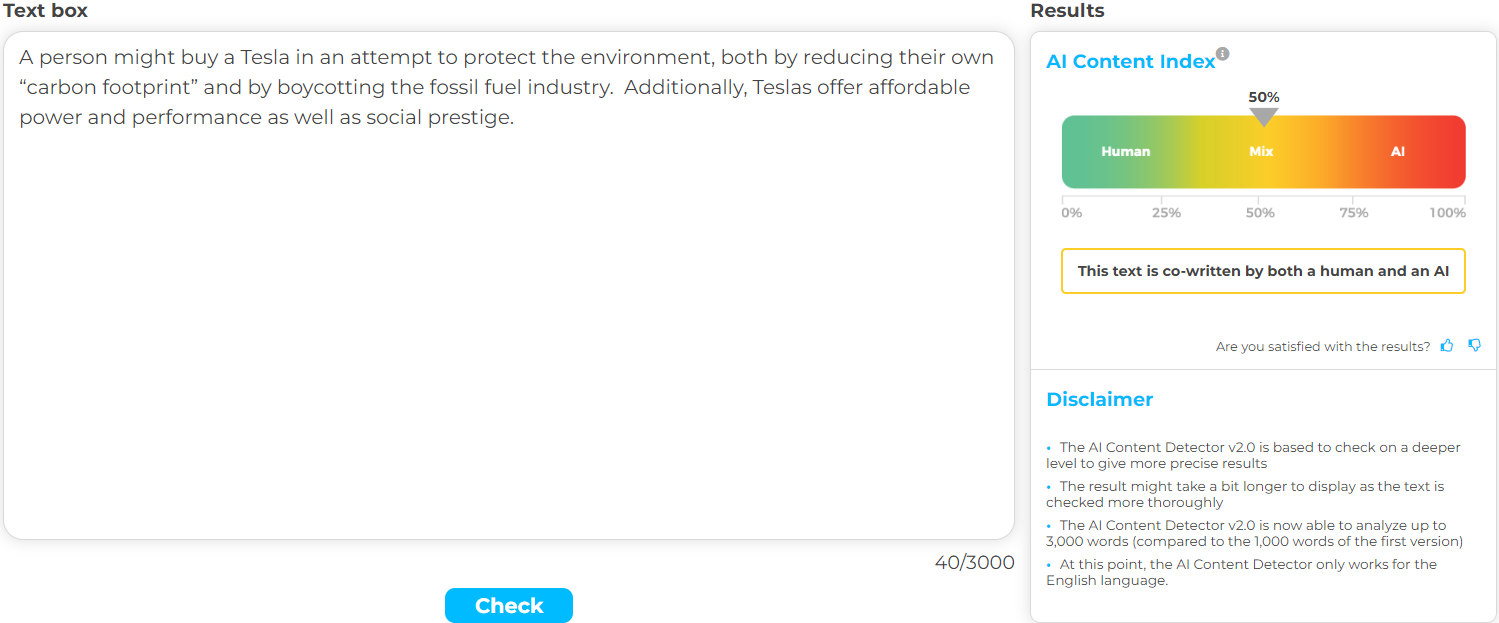 Text box
A person might buy a Tesla in an attempt to protect the environment, both by reducing their own
“carbon footprint” and by boycotting the fossil fuel industry.  Additionally, Teslas offer affordable
power and performance as well as social prestige.
40/3000
Check
Results
AI Content Index
50%
Human Mix AI
0% 25% 50% 75% 100%
This text is co-written by both a human and an AI
Are you satisfied with the results?
Disclaimer
• The AI Content Detector v2.0 is based to check on a deeper
level to give more precise results
• The result might take a bit longer to display as the text is
checked more thoroughly
• The AI Content Detector v2.0 is now able to analyze up to
3,000 words (compared to the 1,000 words of the first version)
• At this point, the AI Content Detector only works for the
English language.